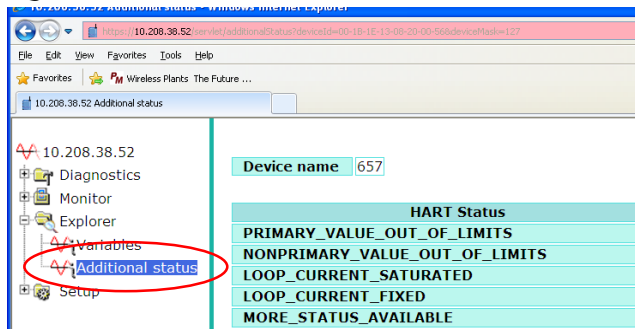 10.208.38.52 Additional status - Windows Internet Explorer
https://10.208.38.52/servlet/additionalStatus?deviceId=00-1B-1E-13-08-20-00-56&deviceMask=127
File Edit View Favorites Tools Help
Favorites PM Wireless Plants The Future ...
10.208.38.52 Additional status
10.208.38.52
Diagnostics
Monitor
Explorer
Variables
Additional status
Setup
Device name 657
HART Status
PRIMARY_VALUE_OUT_OF_LIMITS
NONPRIMARY_VALUE_OUT_OF_LIMITS
LOOP_CURRENT_SATURATED
LOOP_CURRENT_FIXED
MORE_STATUS_AVAILABLE